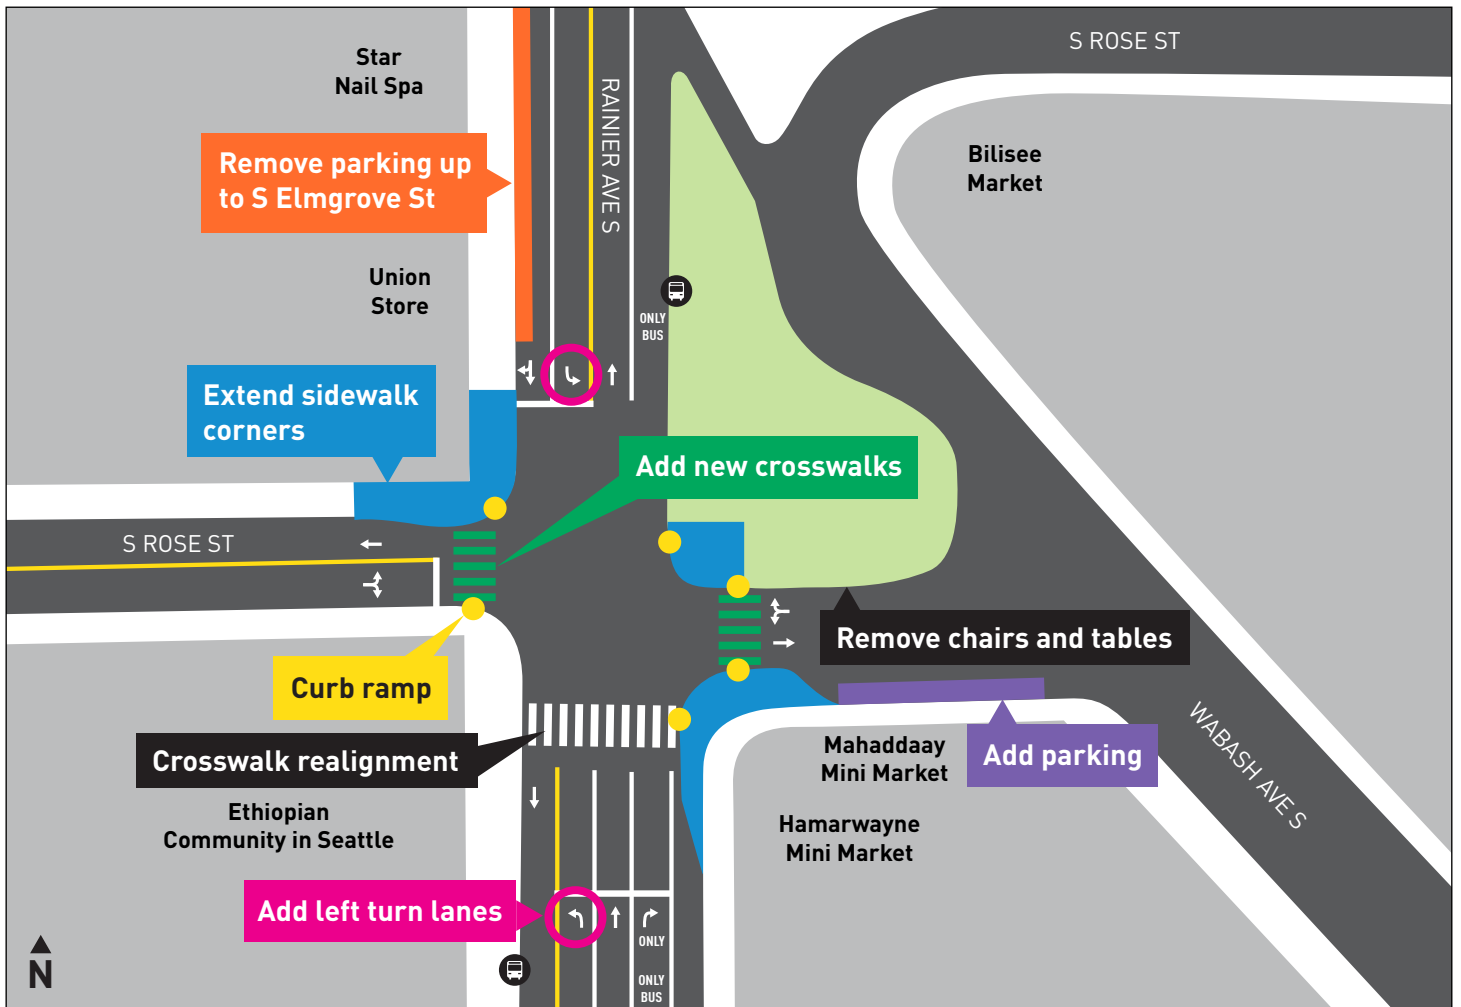 S ROSE ST
Star
Nail Spa
RAINIER AVE S
Remove parking up
to S Elmgrove St
Bilisee
Market
Union
Store
ONLY
BUS
Extend sidewalk
corners
Add new crosswalks
S ROSE ST
Remove chairs and tables
Curb ramp
WABASH AVE S
Mahaddaay
Mini Market
Add parking
Crosswalk realignment
Ethiopian
Community in Seattle
Hamarwayne
Mini Market
Add left turn lanes
ONLY
ONLY
BUS
N